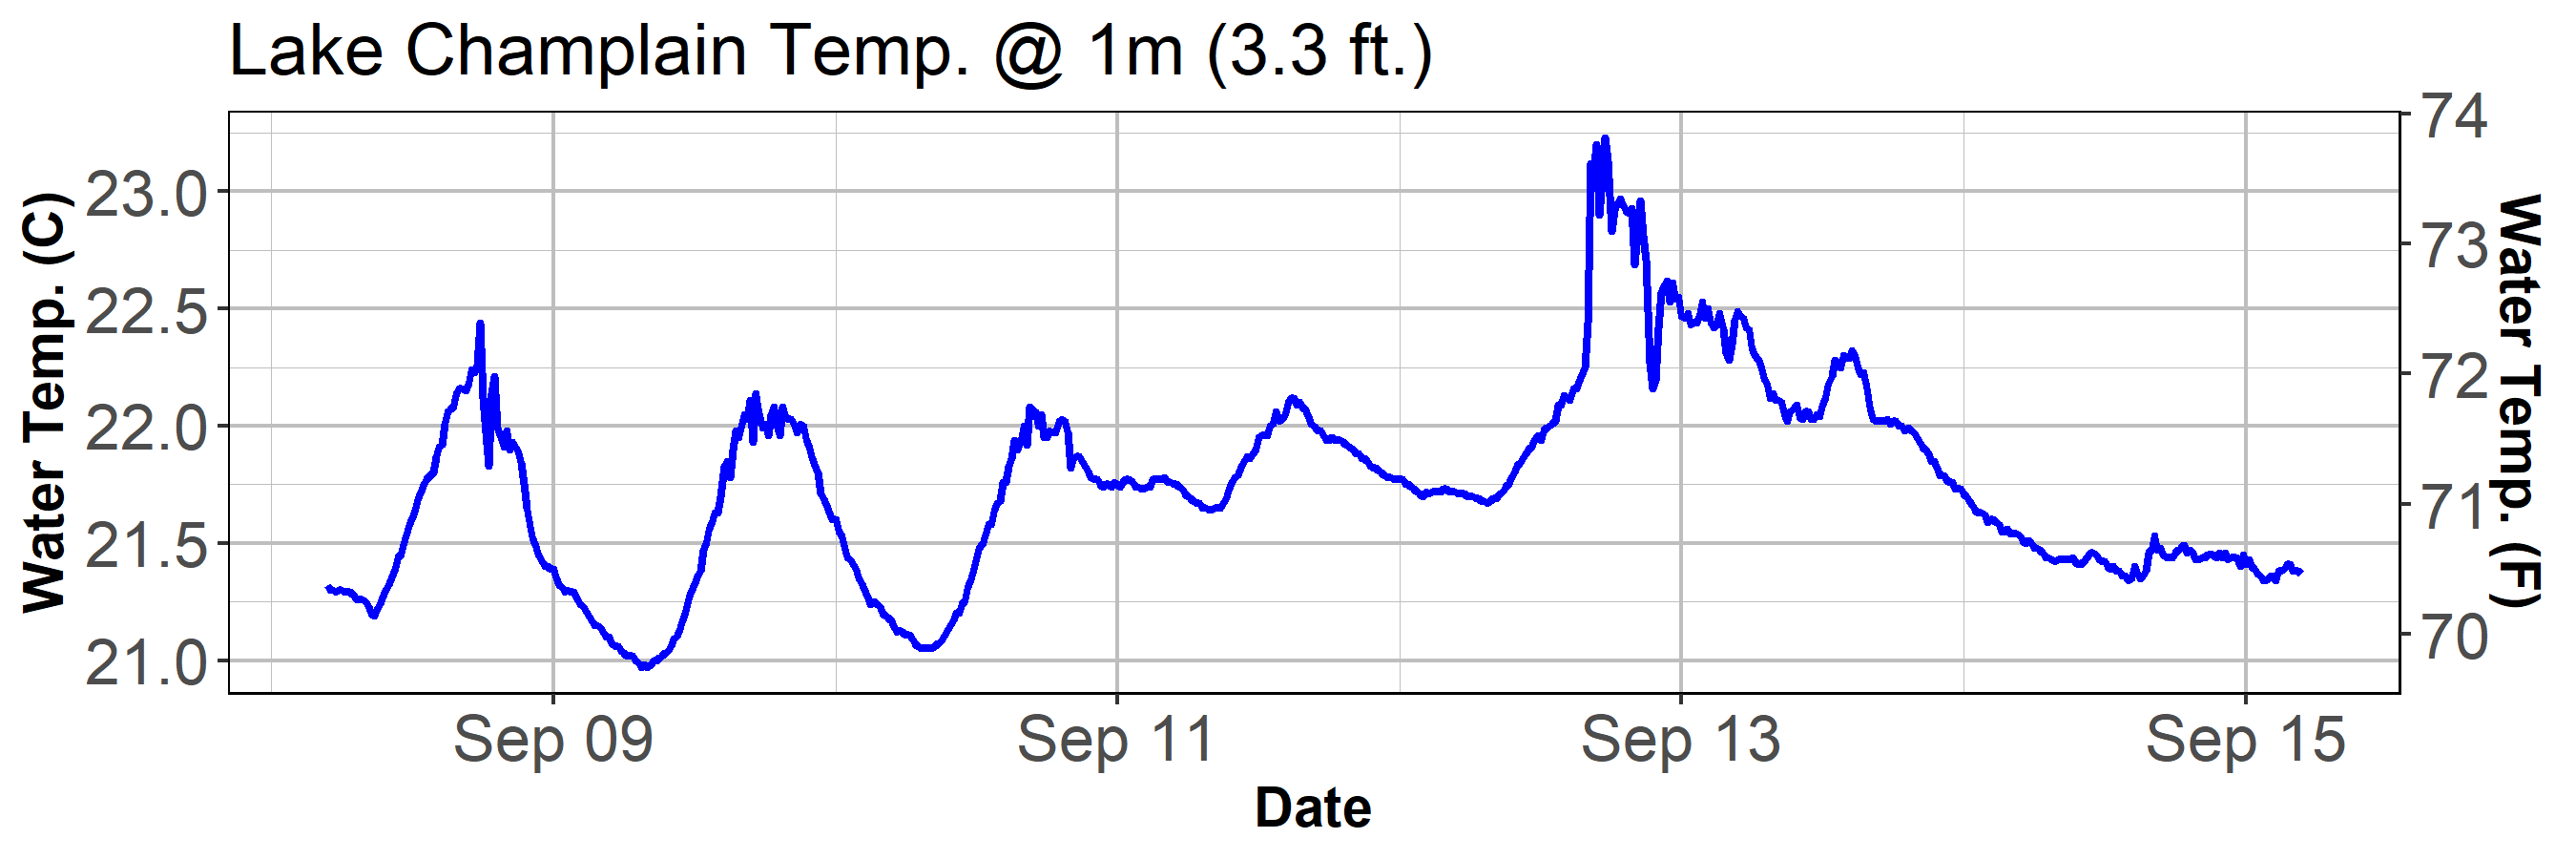 Lake Champlain Temp. @ 1m (3.3 ft.)
Water Temp. (C)
23.0
22.5
22.0
21.5
21.0
74
73
72
71
70
Water Temp. (F)
Sep 09
Sep 11
Sep 13
Sep 15
Date